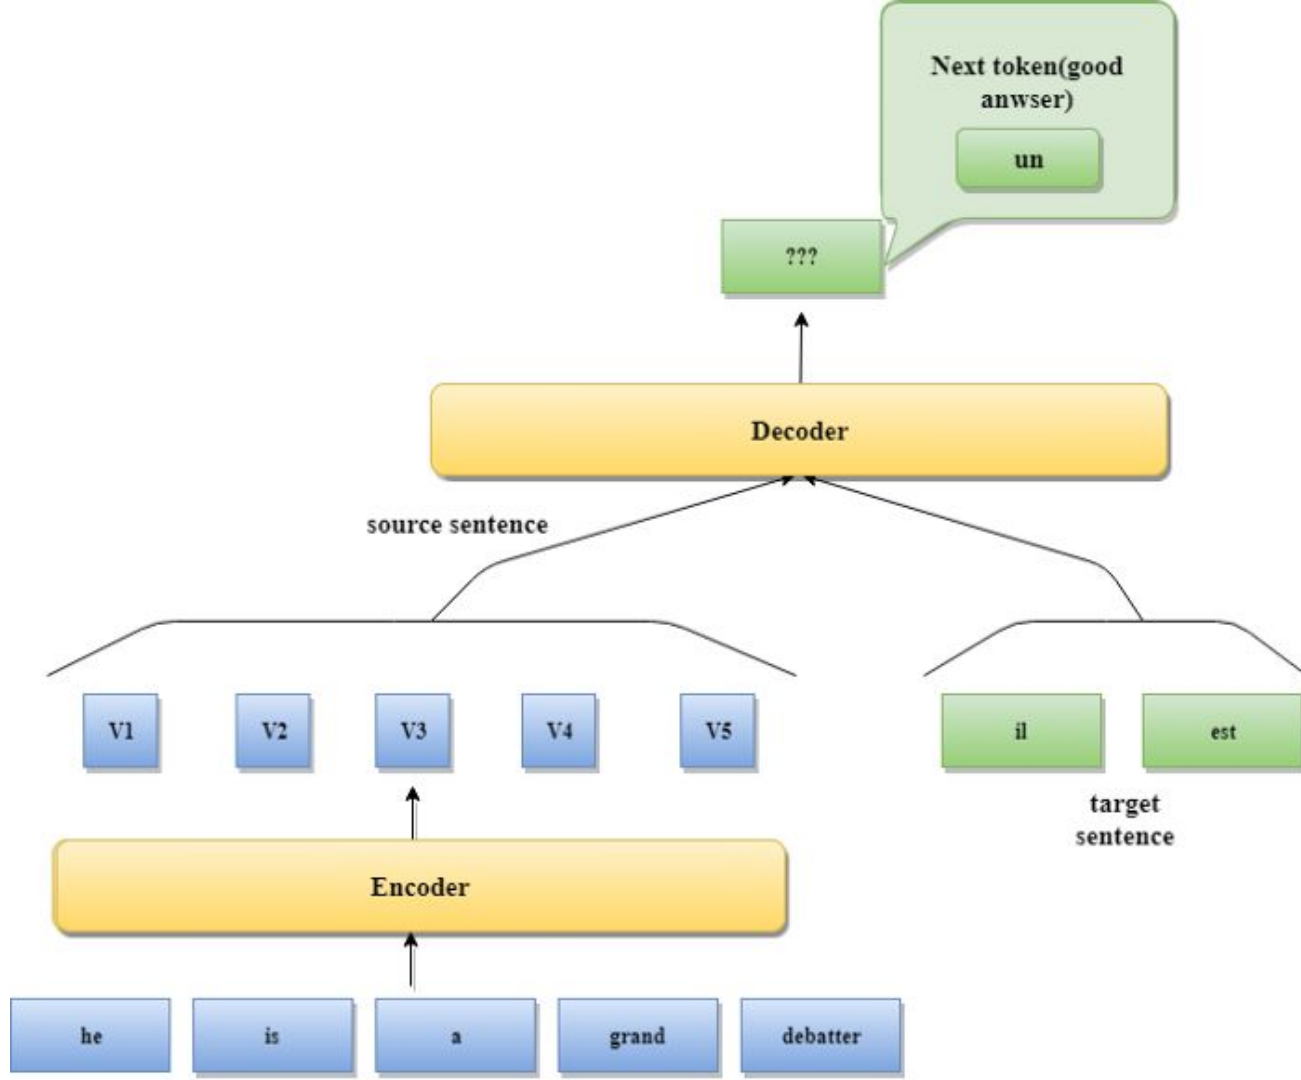 Next token(good
anwser)
un
???
Decoder
source sentence
V1 V2 V3 V4 V5
il est
target
sentence
Encoder
he is a grand debatter